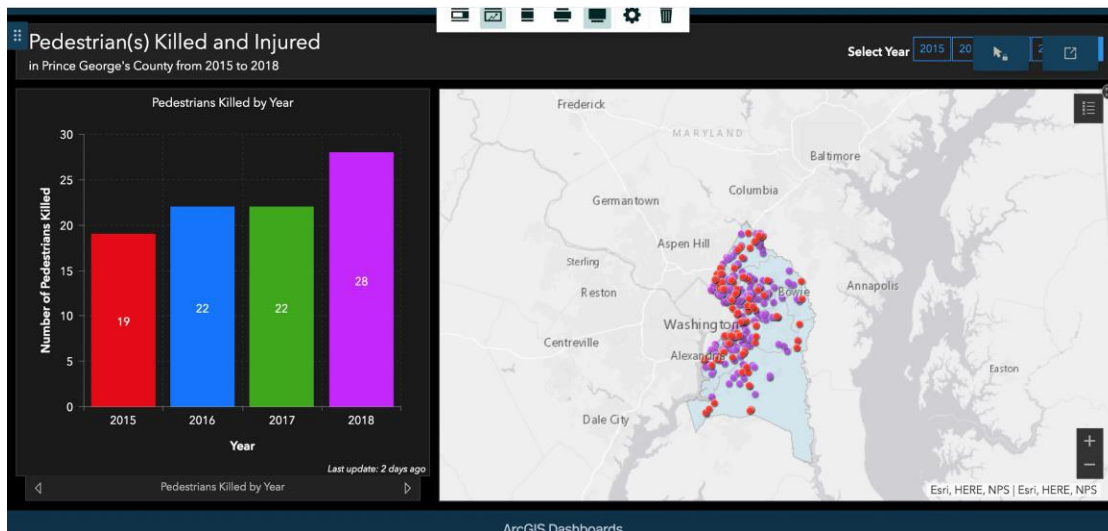 Pedestrian(s) Killed and Injured
in Prince George's County from 2015 to 2018
Select Year 2015
Pedestrians Killed by Year
Number of Pedestrians Killed
30
25
20
15
10
5
0
19
22
22
28
2015 2016 2017 2018
Year
Last update: 2 days ago
Pedestrians Killed by Year
Frederick
MARYLAND
Baltimore
Columbia
Germantown
Aspen Hill
Sterling
Reston
Bowie
Annapolis
Washington
Centreville
Alexandria
Easton
Dale City
Esri, HERE, NPS | Esri, HERE, NPS
ArcGIS Dashboards